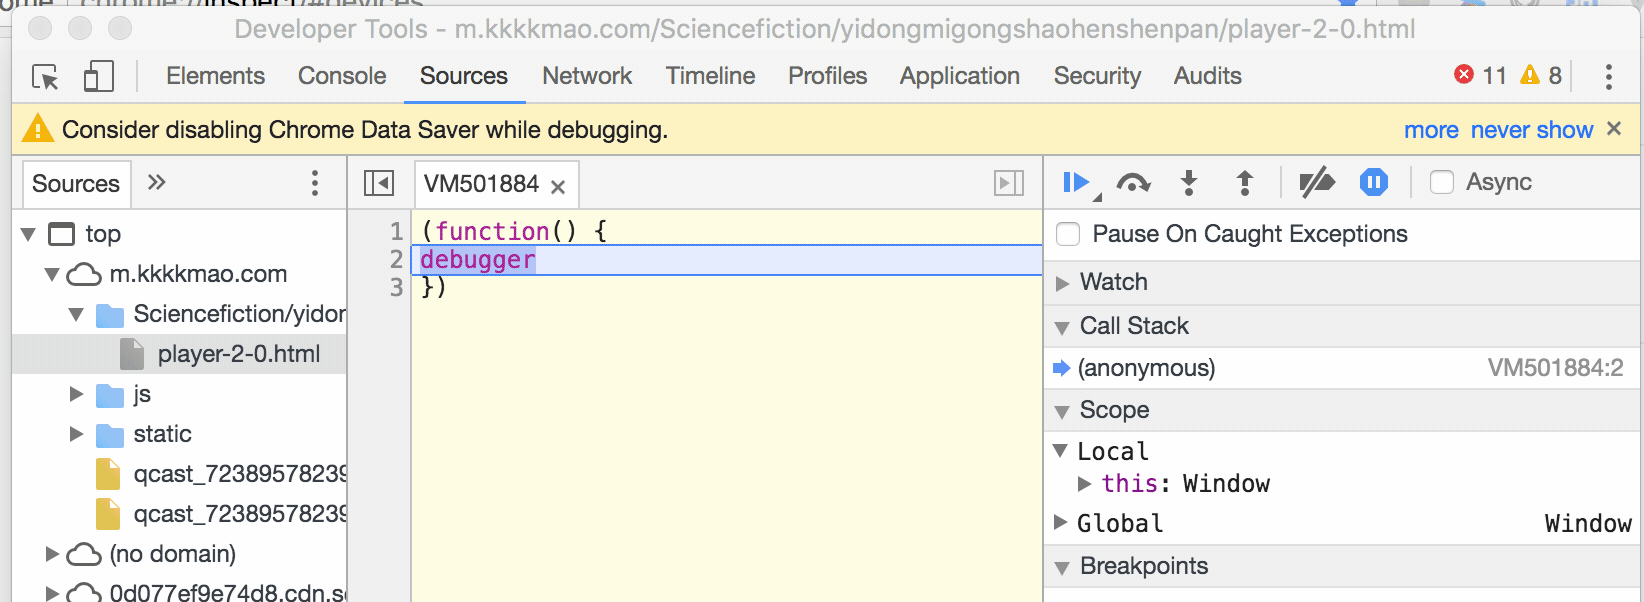 Developer Tools - m.kkkkmao.com/Sciencefiction/yidongmigongshaohenshenpan/player-2-0.html
Elements Console Sources Network Timeline Profiles Application Security Audits 11 8
Consider disabling Chrome Data Saver while debugging. more never show ×
Sources » VM501884 × Async
top
m.kkkkmao.com
Sciencefiction/yidon
player-2-0.html
js
static
qcast_72389578239
qcast_72389578239
(no domain)
0d077ef9e74d8.cdn.so
1 (function() {
2 debugger
3 })
Pause On Caught Exceptions
Watch
Call Stack
(anonymous) VM501884:2
Scope
Local
this: Window
Global Window
Breakpoints